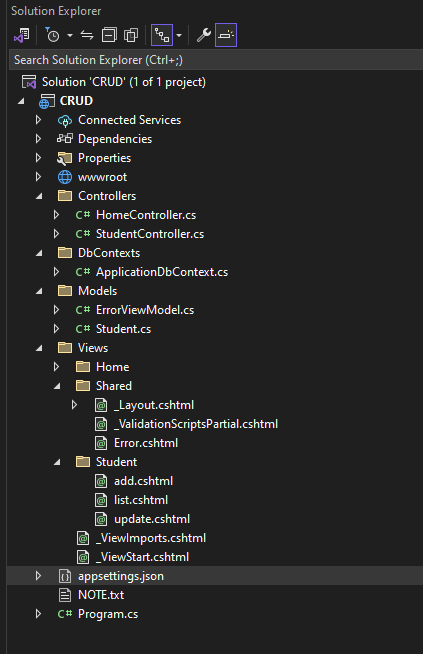 Solution Explorer
Search Solution Explorer (Ctrl+;)
Solution 'CRUD' (1 of 1 project)
CRUD
Connected Services
Dependencies
Properties
wwwroot
Controllers
C# HomeController.cs
C# StudentController.cs
DbContexts
C# ApplicationDbContext.cs
Models
C# ErrorViewModel.cs
C# Student.cs
Views
Home
Shared
_Layout.cshtml
_ValidationScriptsPartial.cshtml
Error.cshtml
Student
add.cshtml
list.cshtml
update.cshtml
_ViewImports.cshtml
_ViewStart.cshtml
appsettings.json
NOTE.txt
C# Program.cs